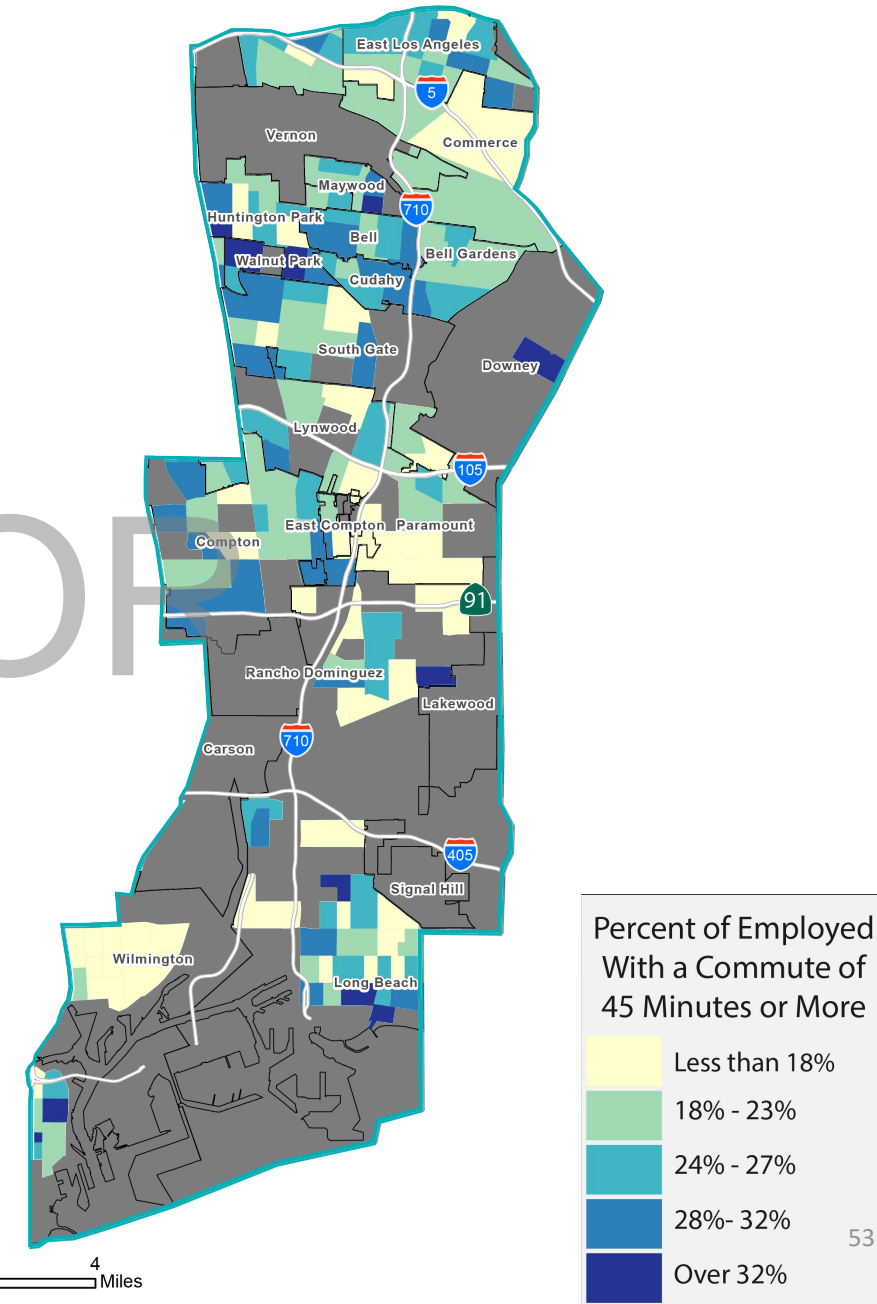 East Los Angeles
5
Vernon
Commerce
Maywood
710
Huntington Park
Bell
Bell Gardens
Walnut Park
Cudahy
South Gate
Downey
Lynwood
105
East Compton
Paramount
Compton
OR
91
Rancho Dominguez
Lakewood
710
Carson
405
Signal Hill
Wilmington
Long Beach
Percent of Employed
With a Commute of
45 Minutes or More
Less than 18%
18% - 23%
24% - 27%
28%- 32%
Over 32%
53
4
Miles